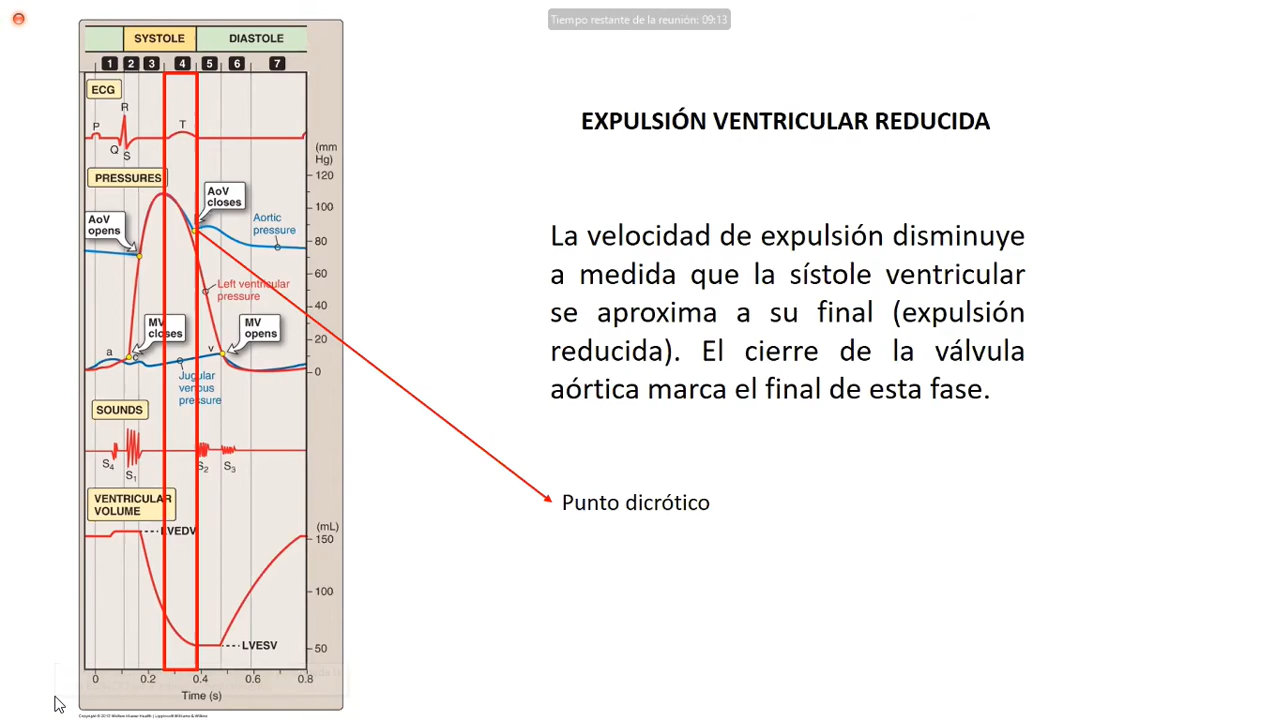 Tiempo restante de la reunión: 09:13
SYSTOLE DIASTOLE
1 2 3 4 5 6 7
ECG
P Q R S T
(mm
Hg)
PRESSURES
120
100
80
60
40
20
0
AoV
closes
AoV
opens
Aortic
pressure
Left ventricular
pressure
MV
closes
MV
opens
a c v
Jugular
venous
pressure
SOUNDS
S4 S1 S2 S3
VENTRICULAR
VOLUME
(mL)
LVEDV
150
100
LVESV
50
0 0.2 0.4 0.6 0.8
Time (s)
EXPULSIÓN VENTRICULAR REDUCIDA
La velocidad de expulsión disminuye
a medida que la sístole ventricular
se aproxima a su final (expulsión
reducida). El cierre de la válvula
aórtica marca el final de esta fase.
Punto dicrótico